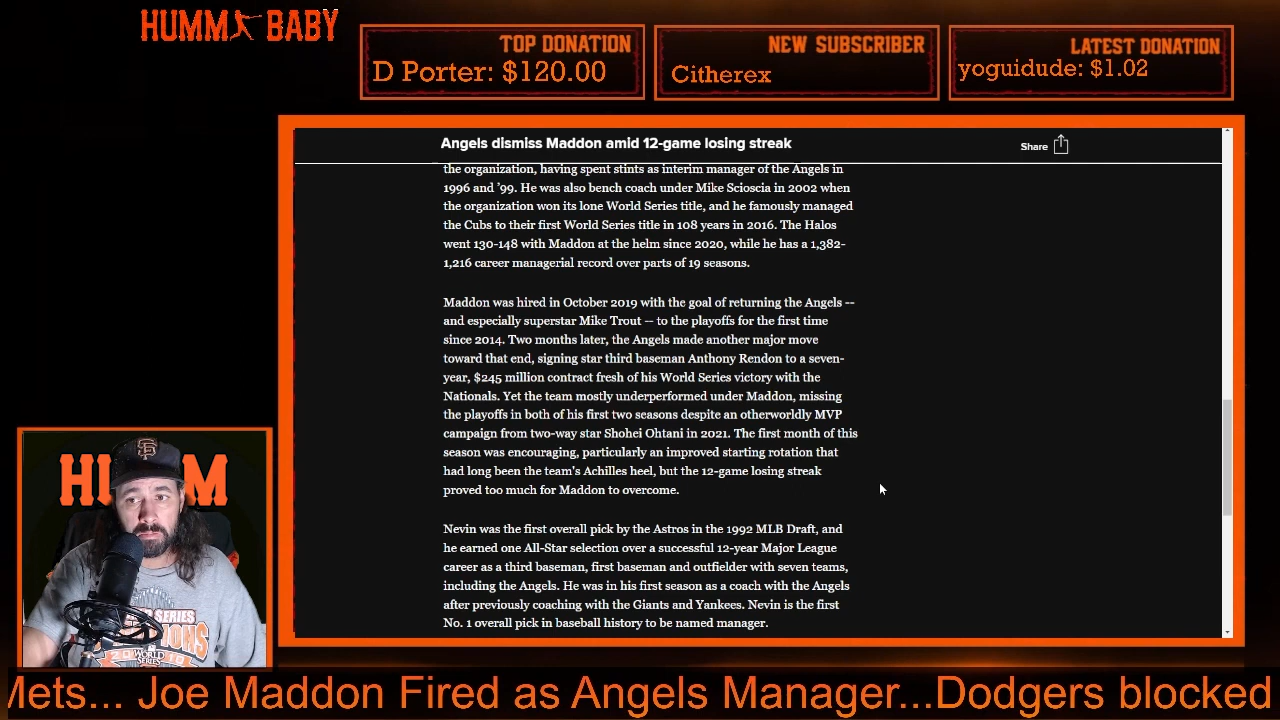 HUMM BABY
TOP DONATION
D Porter: $120.00
NEW SUBSCRIBER
Citherex
LATEST DONATION
yoguidude: $1.02
Angels dismiss Maddon amid 12-game losing streak
Share
the organization, having spent stints as interim manager of the Angels in
1996 and ’99. He was also bench coach under Mike Scioscia in 2002 when
the organization won its lone World Series title, and he famously managed
the Cubs to their first World Series title in 108 years in 2016. The Halos
went 130-148 with Maddon at the helm since 2020, while he has a 1,382-
1,216 career managerial record over parts of 19 seasons.
Maddon was hired in October 2019 with the goal of returning the Angels --
and especially superstar Mike Trout -- to the playoffs for the first time
since 2014. Two months later, the Angels made another major move
toward that end, signing star third baseman Anthony Rendon to a seven-
year, $245 million contract fresh of his World Series victory with the
Nationals. Yet the team mostly underperformed under Maddon, missing
the playoffs in both of his first two seasons despite an otherworldly MVP
campaign from two-way star Shohei Ohtani in 2021. The first month of this
season was encouraging, particularly an improved starting rotation that
had long been the team’s Achilles heel, but the 12-game losing streak
proved too much for Maddon to overcome.
Nevin was the first overall pick by the Astros in the 1992 MLB Draft, and
he earned one All-Star selection over a successful 12-year Major League
career as a third baseman, first baseman and outfielder with seven teams,
including the Angels. He was in his first season as a coach with the Angels
after previously coaching with the Giants and Yankees. Nevin is the first
No. 1 overall pick in baseball history to be named manager.
SF
SERIES
2010
Mets... Joe Maddon Fired as Angels Manager...Dodgers blocked